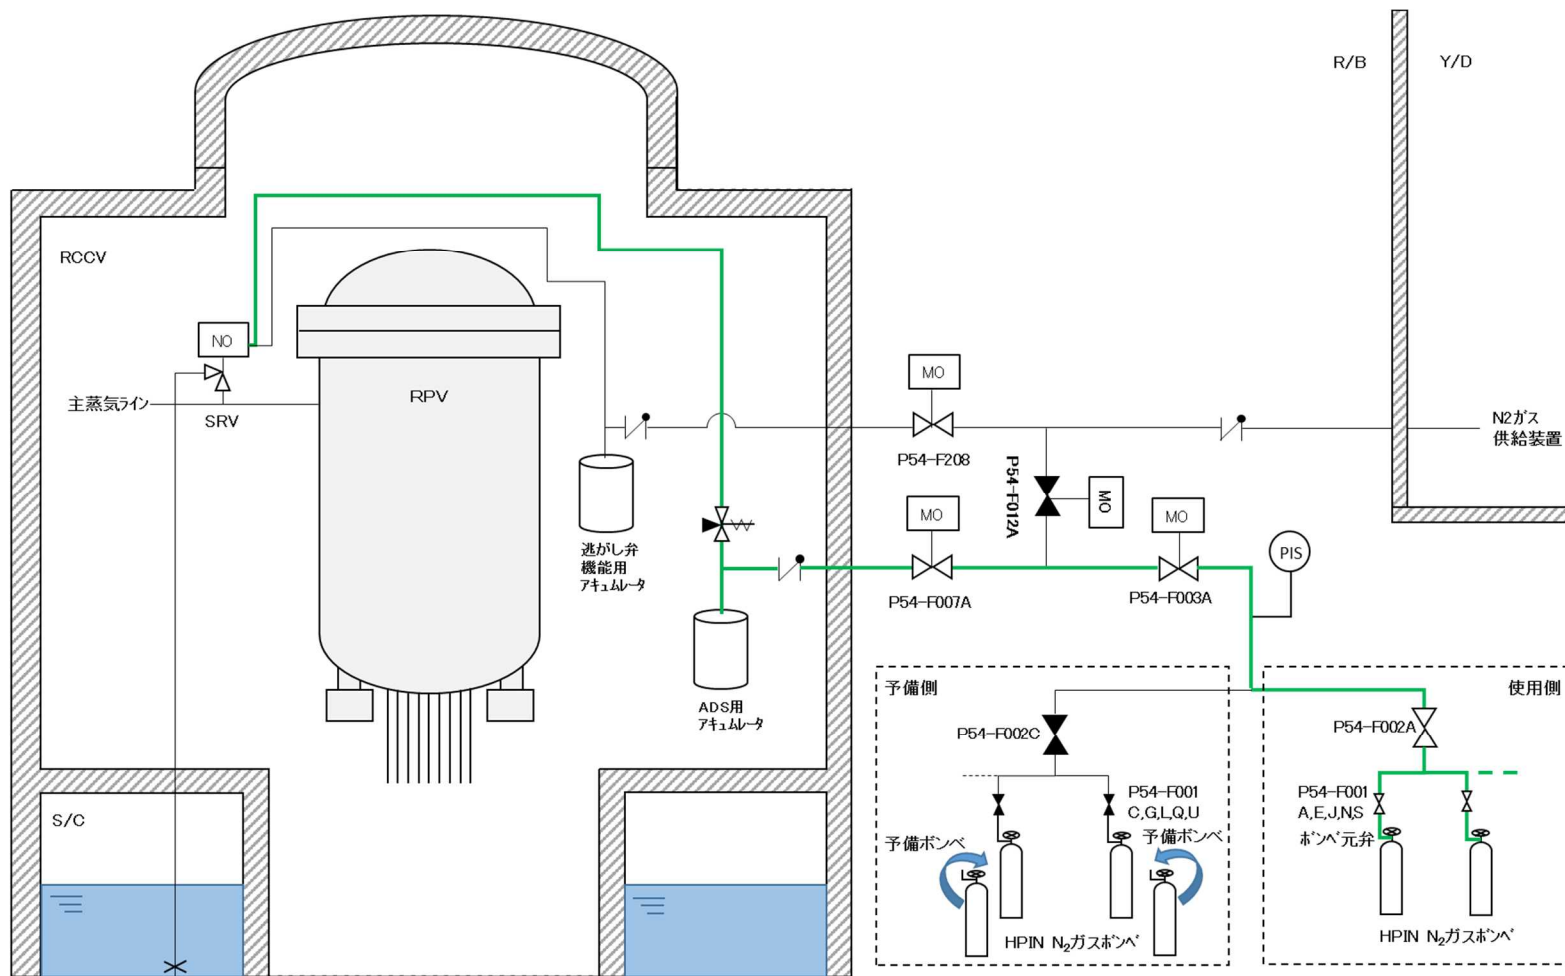 R/B
Y/D
RCCV
NO
主蒸気ライン
SRV
RPV
MO
P54-F208
P54-F012A
MO
N2ガス
供給装置
逃がし弁
機能用
アキュムレータ
MO
P54-F007A
MO
P54-F003A
PIS
ADS用
アキュムレータ
予備側
P54-F002C
P54-F001
C,G,L,Q,U
予備ボンベ
予備ボンベ
HPIN N₂ガスボンベ
使用側
P54-F002A
P54-F001
A,E,J,N,S
ボンベ元弁
HPIN N₂ガスボンベ
S/C